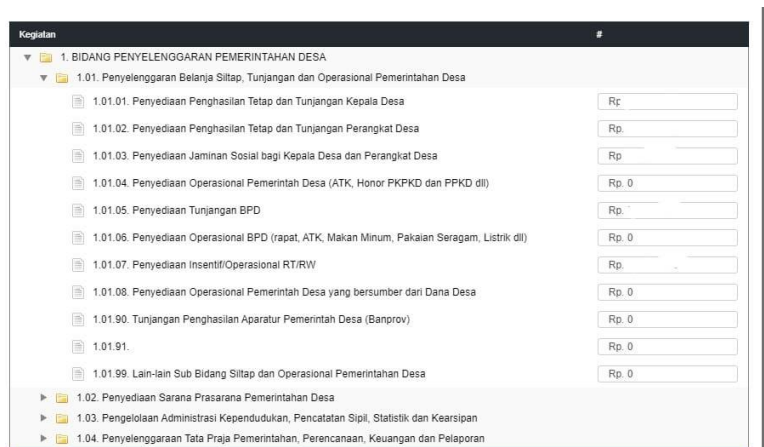 Kegiatan #
1. BIDANG PENYELENGGARAN PEMERINTAHAN DESA
1.01. Penyelenggaran Belanja Siltap, Tunjangan dan Operasional Pemerintahan Desa
1.01.01. Penyediaan Penghasilan Tetap dan Tunjangan Kepala Desa Rp
1.01.02. Penyediaan Penghasilan Tetap dan Tunjangan Perangkat Desa Rp.
1.01.03. Penyediaan Jaminan Sosial bagi Kepala Desa dan Perangkat Desa Rp
1.01.04. Penyediaan Operasional Pemerintah Desa (ATK, Honor PKPKD dan PPKD dll) Rp. 0
1.01.05. Penyediaan Tunjangan BPD Rp.
1.01.06. Penyediaan Operasional BPD (rapat, ATK, Makan Minum, Pakaian Seragam, Listrik dll) Rp. 0
1.01.07. Penyediaan Insentif/Operasional RT/RW Rp.
1.01.08. Penyediaan Operasional Pemerintah Desa yang bersumber dari Dana Desa Rp. 0
1.01.90. Tunjangan Penghasilan Aparatur Pemerintah Desa (Banprov) Rp. 0
1.01.91. Rp. 0
1.01.99. Lain-lain Sub Bidang Siltap dan Operasional Pemerintahan Desa Rp. 0
1.02. Penyediaan Sarana Prasarana Pemerintahan Desa
1.03. Pengelolaan Administrasi Kependudukan, Pencatatan Sipil, Statistik dan Kearsipan
1.04. Penyelenggaraan Tata Praja Pemerintahan, Perencanaan, Keuangan dan Pelaporan